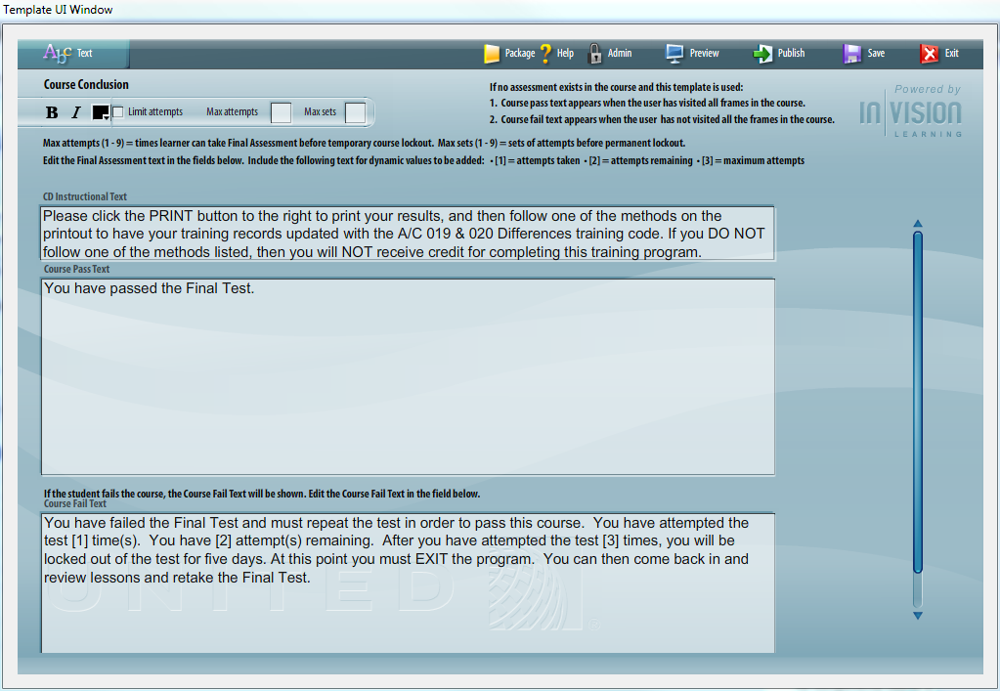 Template UI Window
Abc Text
Package ? Help Admin Preview Publish Save Exit
Course Conclusion
B I Limit attempts Max attempts Max sets
If no assessment exists in the course and this template is used:
1. Course pass text appears when the user has visited all frames in the course.
2. Course fail text appears when the user has not visited all the frames in the course.
Powered by
INVISION
LEARNING
Max attempts (1 - 9) = times learner can take Final Assessment before temporary course lockout. Max sets (1 - 9) = sets of attempts before permanent lockout.
Edit the Final Assessment text in the fields below. Include the following text for dynamic values to be added: • [1] = attempts taken • [2] = attempts remaining • [3] = maximum attempts
CD Instructional Text
Please click the PRINT button to the right to print your results, and then follow one of the methods on the
printout to have your training records updated with the A/C 019 & 020 Differences training code. If you DO NOT
follow one of the methods listed, then you will NOT receive credit for completing this training program.
Course Pass Text
You have passed the Final Test.
If the student fails the course, the Course Fail Text will be shown. Edit the Course Fail Text in the field below.
Course Fail Text
You have failed the Final Test and must repeat the test in order to pass this course. You have attempted the
test [1] time(s). You have [2] attempt(s) remaining. After you have attempted the test [3] times, you will be
locked out of the test for five days. At this point you must EXIT the program. You can then come back in and
review lessons and retake the Final Test.
UNITED